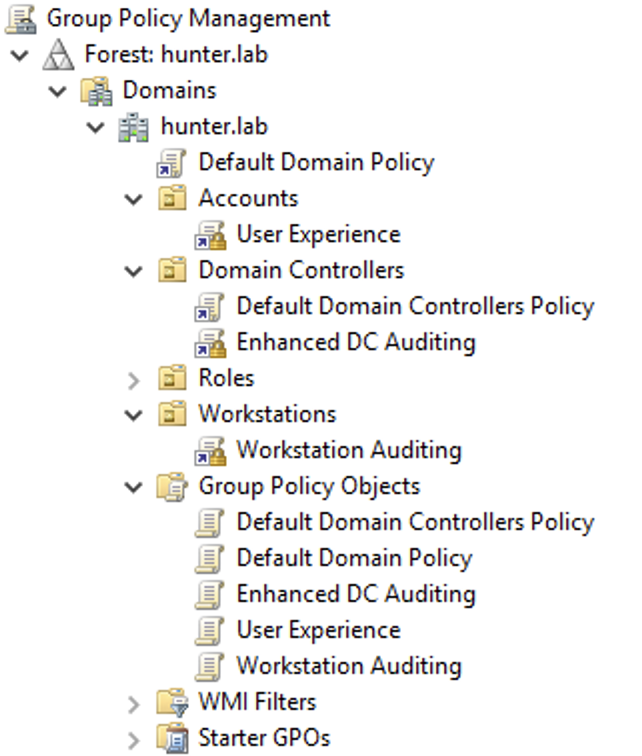 Group Policy Management
Forest: hunter.lab
Domains
hunter.lab
Default Domain Policy
Accounts
User Experience
Domain Controllers
Default Domain Controllers Policy
Enhanced DC Auditing
Roles
Workstations
Workstation Auditing
Group Policy Objects
Default Domain Controllers Policy
Default Domain Policy
Enhanced DC Auditing
User Experience
Workstation Auditing
WMI Filters
Starter GPOs